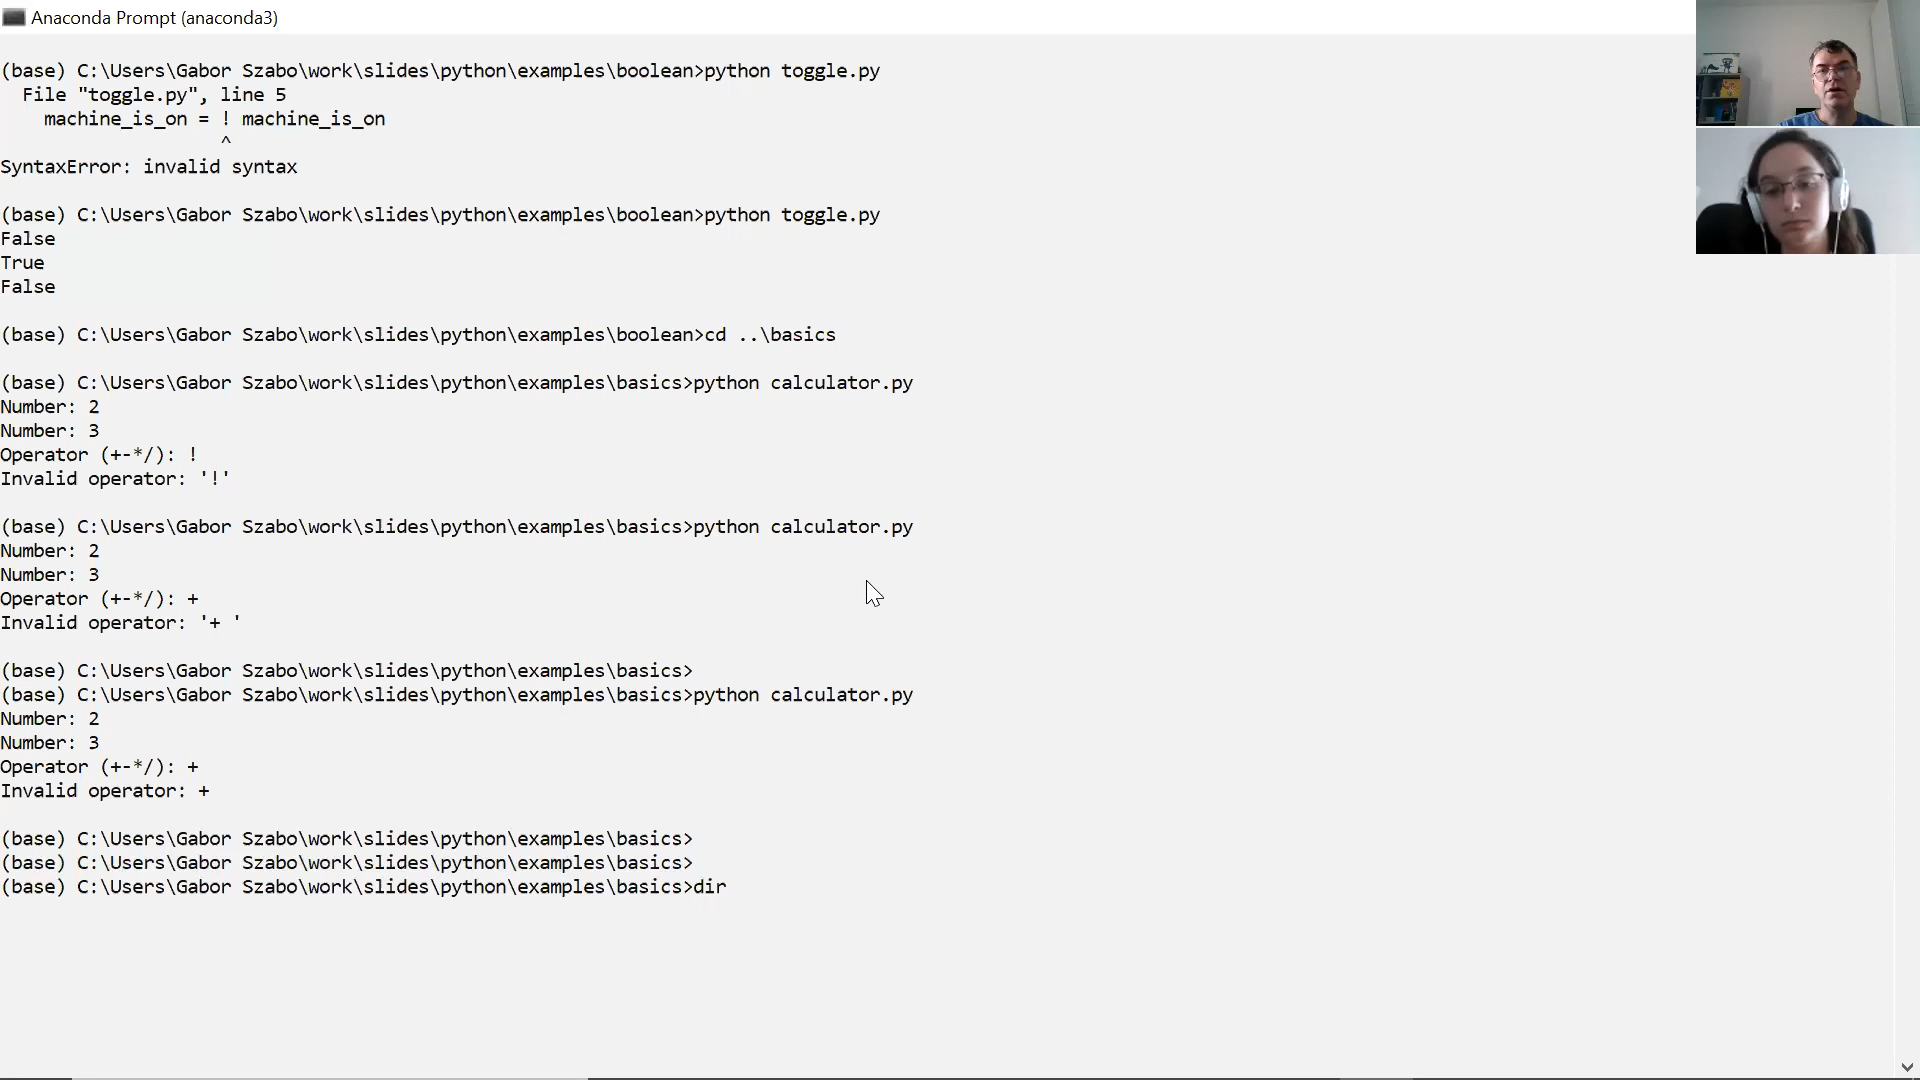 Anaconda Prompt (anaconda3)
(base) C:\Users\Gabor Szabo\work\slides\python\examples\boolean>python toggle.py
  File "toggle.py", line 5
    machine_is_on = ! machine_is_on
                    ^
SyntaxError: invalid syntax
(base) C:\Users\Gabor Szabo\work\slides\python\examples\boolean>python toggle.py
False
True
False
(base) C:\Users\Gabor Szabo\work\slides\python\examples\boolean>cd ..\basics
(base) C:\Users\Gabor Szabo\work\slides\python\examples\basics>python calculator.py
Number: 2
Number: 3
Operator (+-*/): !
Invalid operator: '!'
(base) C:\Users\Gabor Szabo\work\slides\python\examples\basics>python calculator.py
Number: 2
Number: 3
Operator (+-*/): +
Invalid operator: '+ '
(base) C:\Users\Gabor Szabo\work\slides\python\examples\basics>
(base) C:\Users\Gabor Szabo\work\slides\python\examples\basics>python calculator.py
Number: 2
Number: 3
Operator (+-*/): +
Invalid operator: +
(base) C:\Users\Gabor Szabo\work\slides\python\examples\basics>
(base) C:\Users\Gabor Szabo\work\slides\python\examples\basics>
(base) C:\Users\Gabor Szabo\work\slides\python\examples\basics>dir